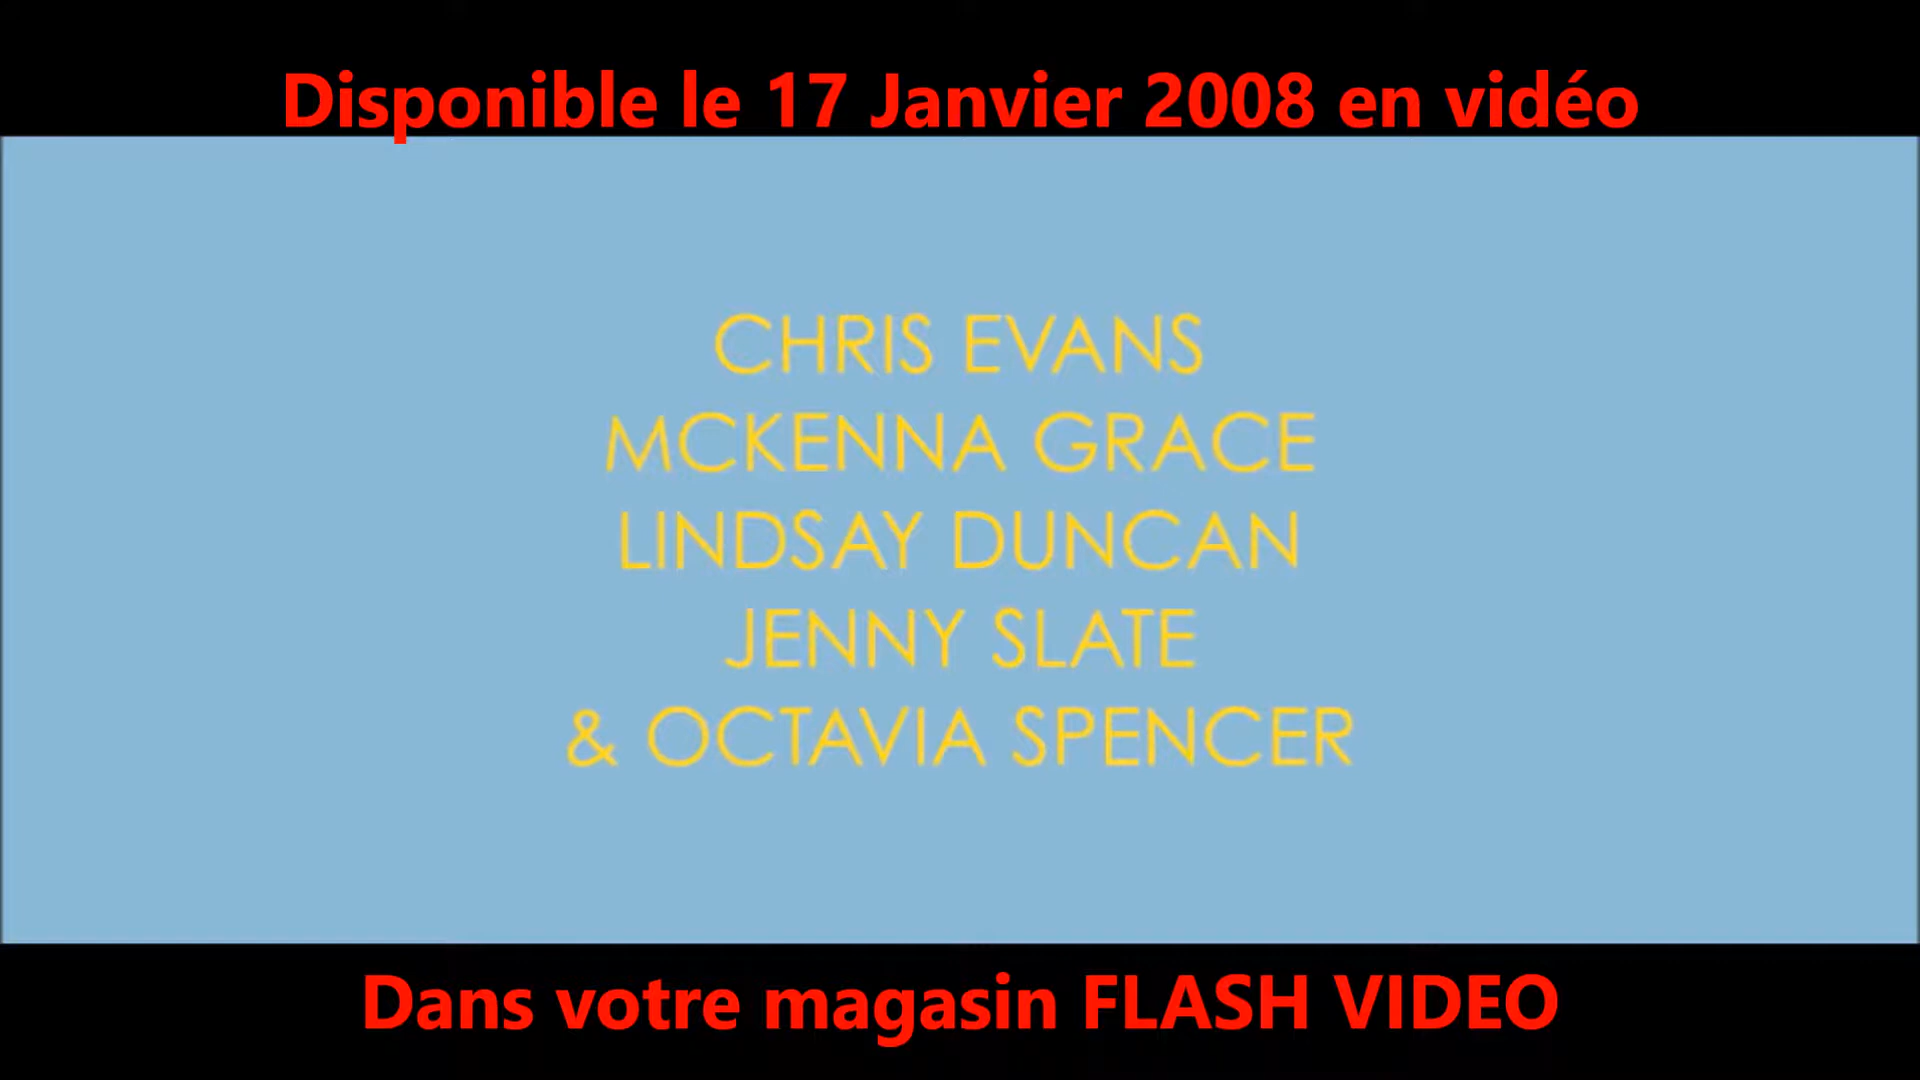 Disponible le 17 Janvier 2008 en vidéo
CHRIS EVANS
MCKENNA GRACE
LINDSAY DUNCAN
JENNY SLATE
& OCTAVIA SPENCER
Dans votre magasin FLASH VIDEO